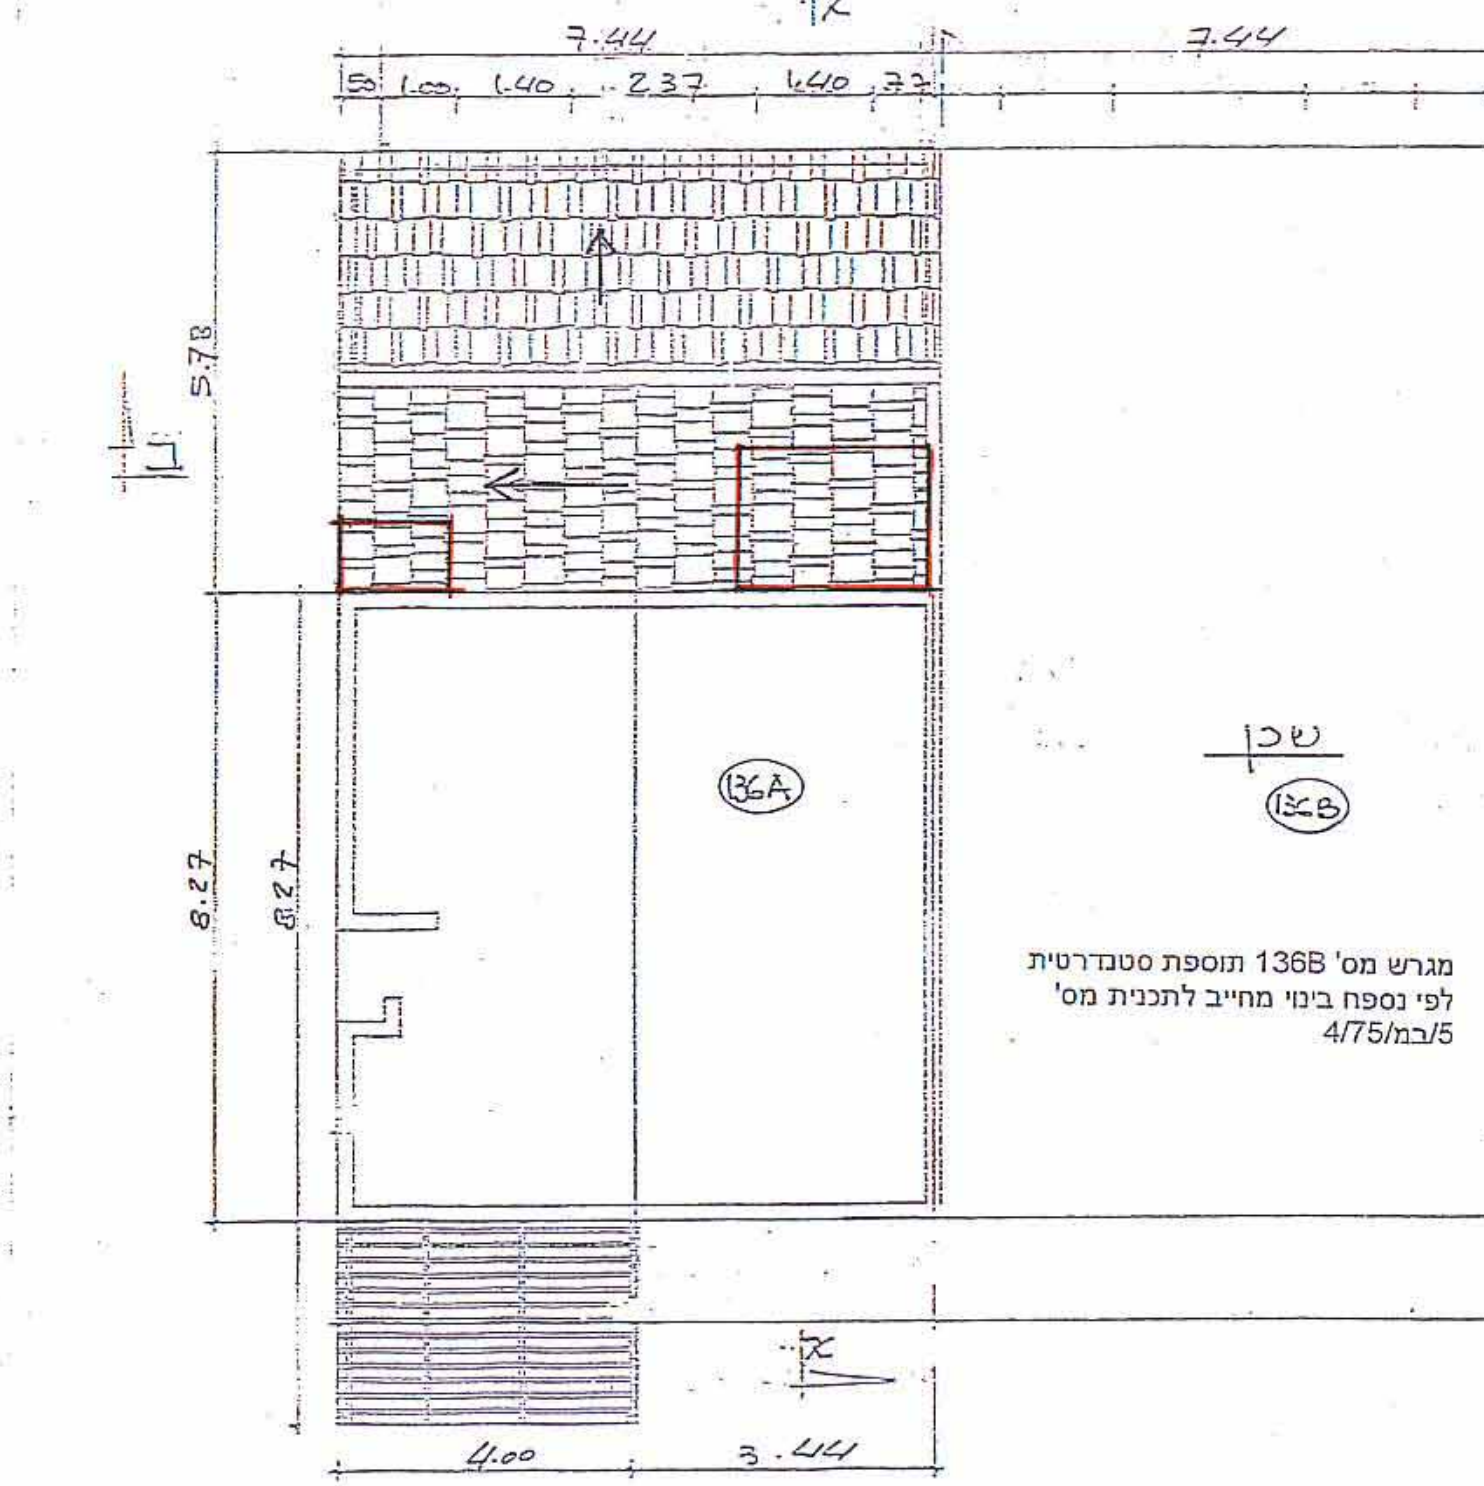 א
7.44
7.44
50 1.00 1.40 2.37 1.40 .77
5.78
ב
136A
שכן
136B
8.27
8.27
מגרש מס' 136B תוספת סטנדרטית
לפי נספח בינוי מחייב לתכנית מס'
5/במ/4/75
א
4.00
3.44